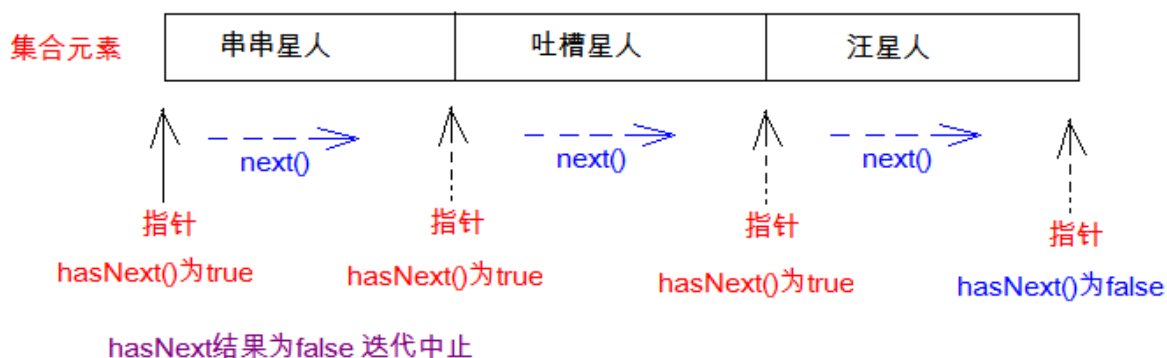 集合元素 串串星人 吐槽星人 汪星人
next() next() next()
指针 指针 指针 指针
hasNext()为true hasNext()为true hasNext()为true hasNext()为false
hasNext结果为false 迭代中止